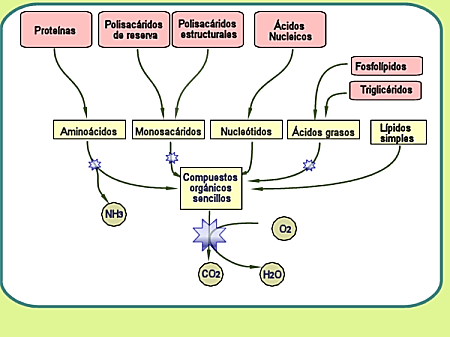 Proteínas
Polisacáridos
de reserva
Polisacáridos
estructurales
Ácidos
Nucleicos
Fosfolípidos
Triglicéridos
Aminoácidos
Monosacáridos
Nucleótidos
Ácidos grasos
Lípidos
simples
Compuestos
orgánicos
sencillos
NH3
O2
CO2
H2O